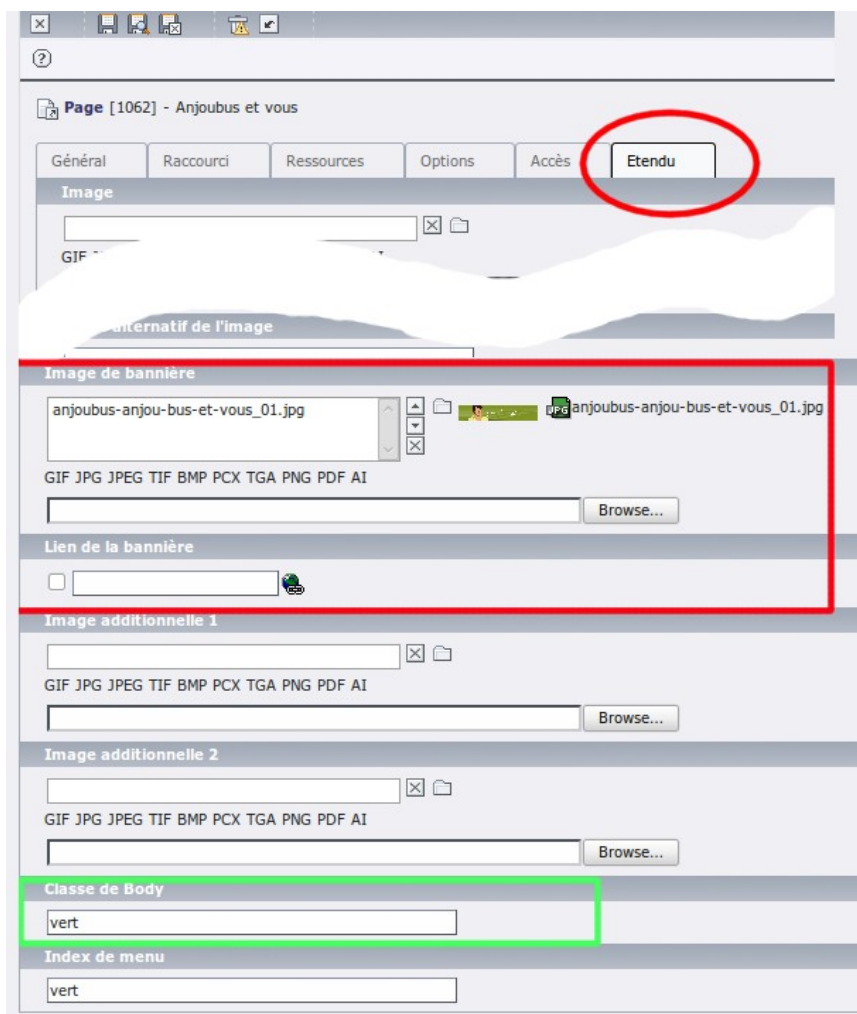 Page [1062] - Anjoubus et vous
Général Raccourci Ressources Options Accès Etendu
Image
GIF
alternatif de l'image
Image de bannière
anjoubus-anjou-bus-et-vous_01.jpg anjoubus-anjou-bus-et-vous_01.jpg
GIF JPG JPEG TIF BMP PCX TGA PNG PDF AI
Browse...
Lien de la bannière
Image additionnelle 1
GIF JPG JPEG TIF BMP PCX TGA PNG PDF AI
Browse...
Image additionnelle 2
GIF JPG JPEG TIF BMP PCX TGA PNG PDF AI
Browse...
Classe de Body
vert
Index de menu
vert